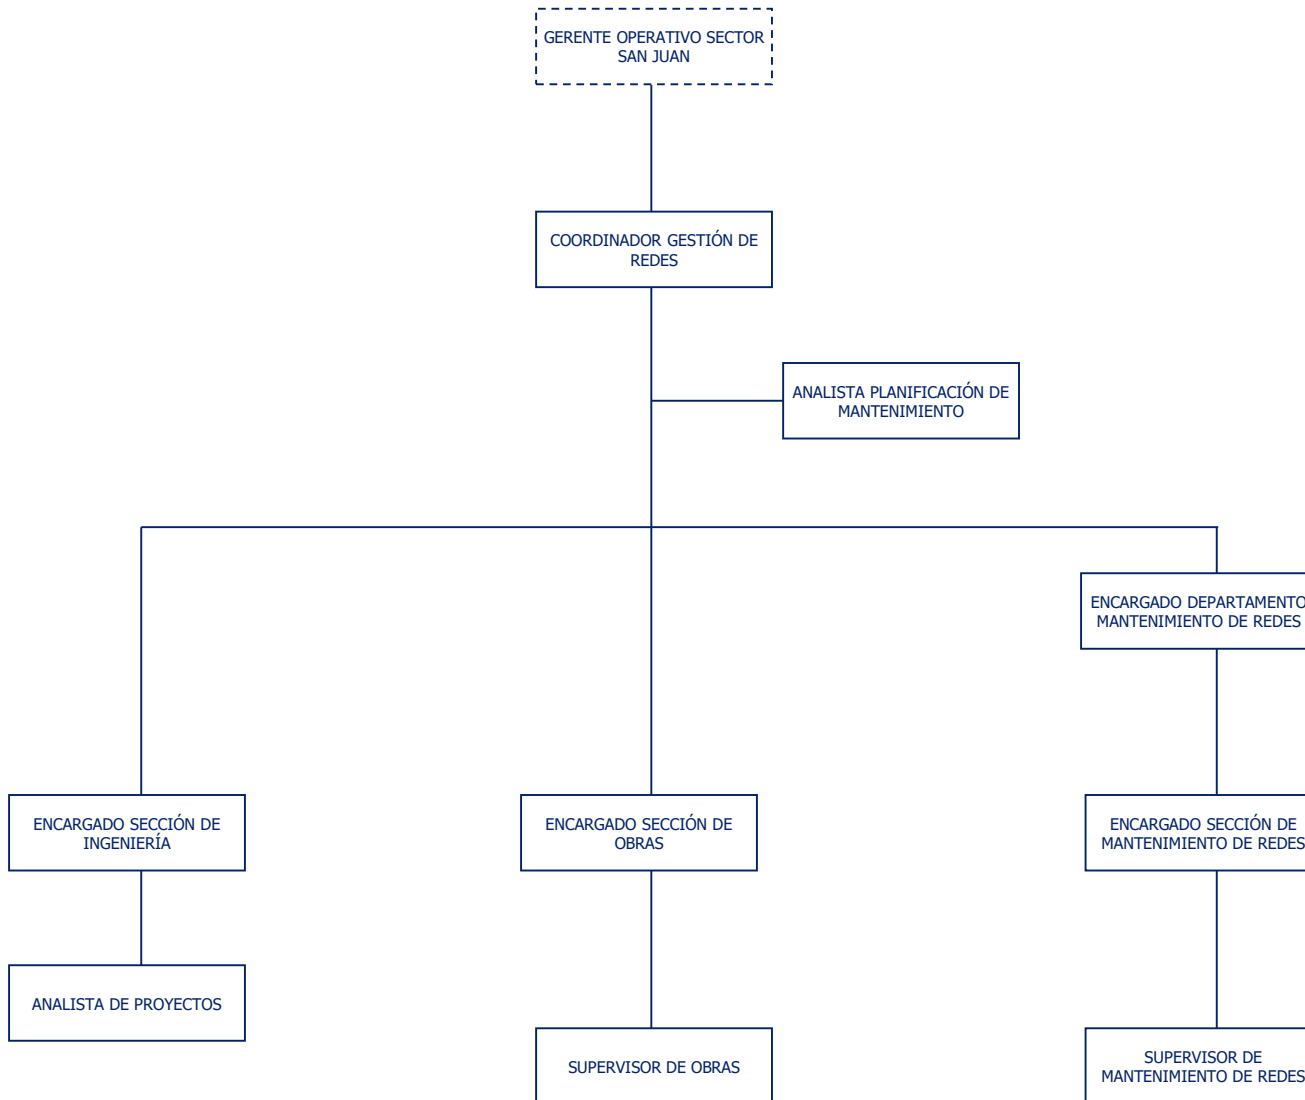 GERENTE OPERATIVO SECTOR
SAN JUAN
COORDINADOR GESTIÓN DE
REDES
ANALISTA PLANIFICACIÓN DE
MANTENIMIENTO
ENCARGADO DEPARTAMENTO
MANTENIMIENTO DE REDES
ENCARGADO SECCIÓN DE
INGENIERÍA
ENCARGADO SECCIÓN DE
OBRAS
ENCARGADO SECCIÓN DE
MANTENIMIENTO DE REDES
ANALISTA DE PROYECTOS
SUPERVISOR DE OBRAS
SUPERVISOR DE
MANTENIMIENTO DE REDES